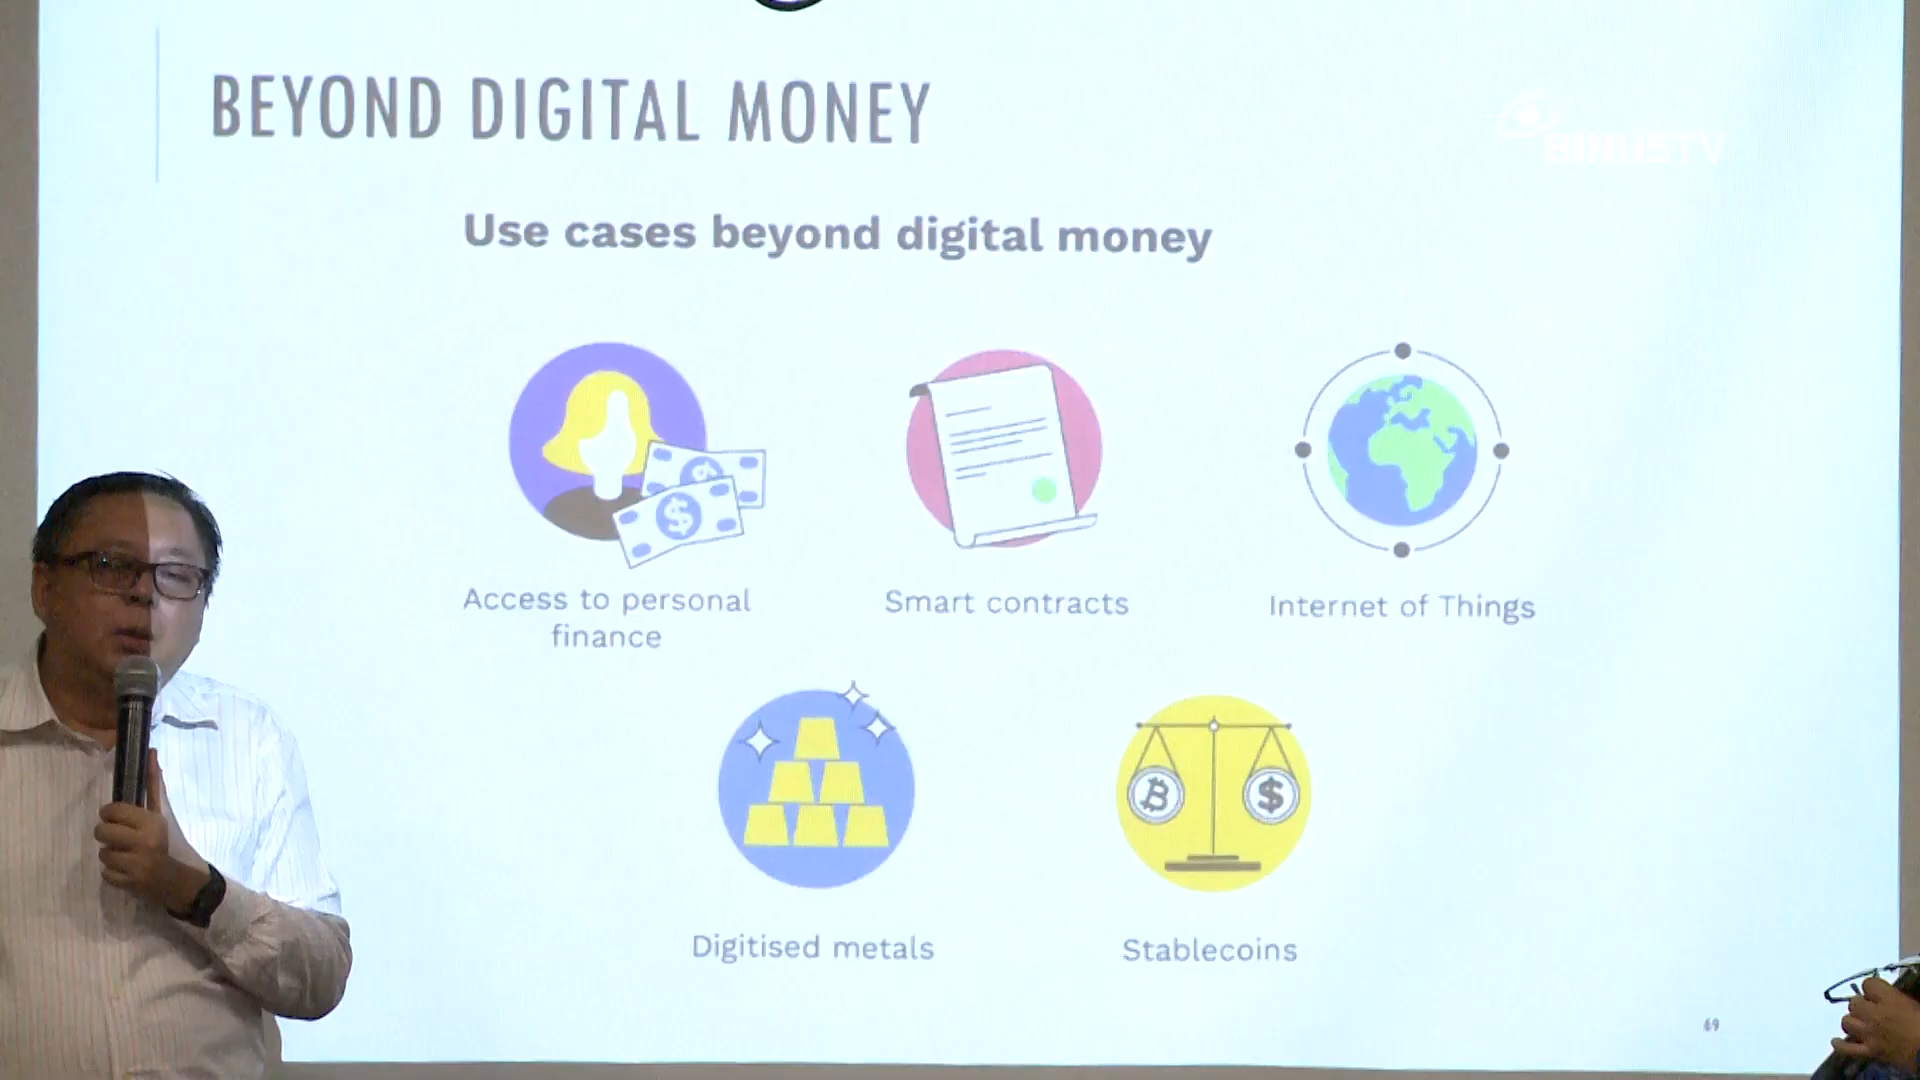 BEYOND DIGITAL MONEY
BINUSTV
Use cases beyond digital money
Access to personal
finance
Smart contracts
Internet of Things
Digitised metals
Stablecoins
69